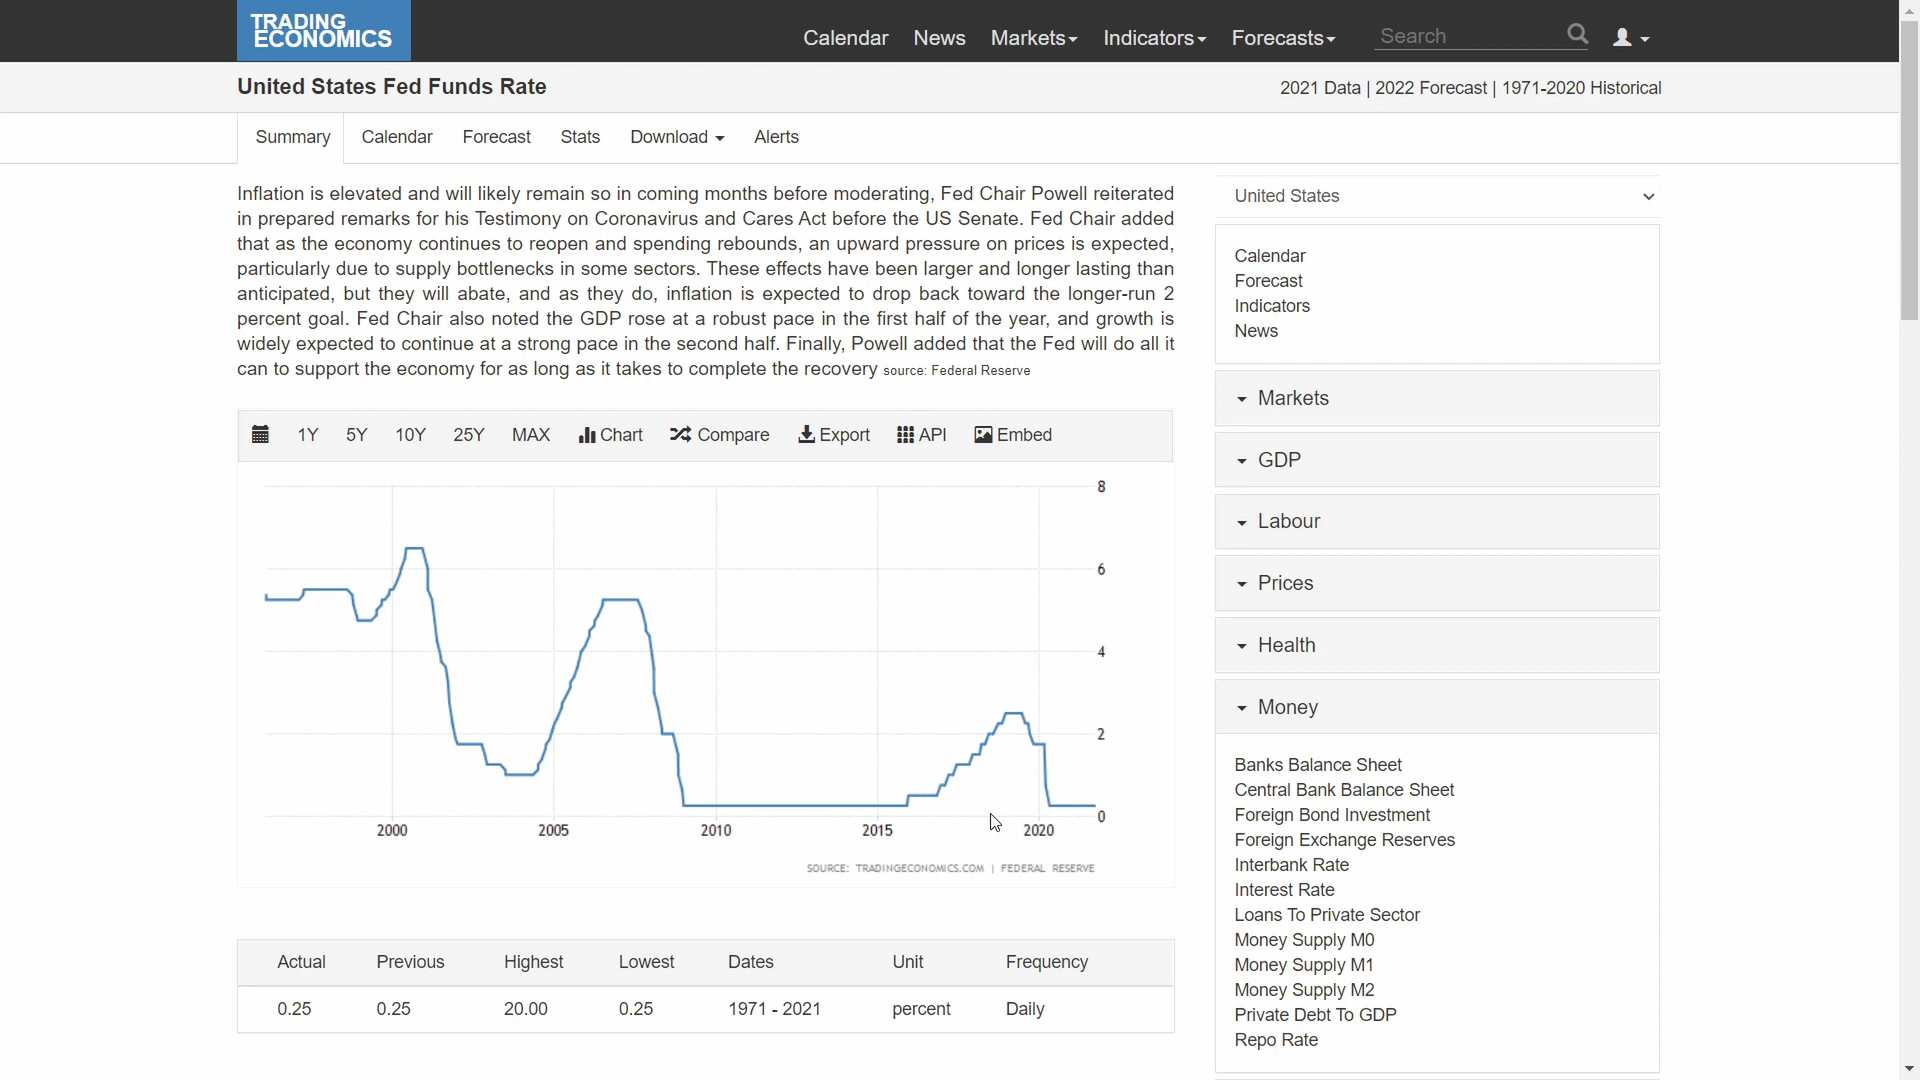 TRADING
ECONOMICS
Calendar News Markets Indicators Forecasts Search
United States Fed Funds Rate
2021 Data | 2022 Forecast | 1971-2020 Historical
Summary Calendar Forecast Stats Download Alerts
Inflation is elevated and will likely remain so in coming months before moderating, Fed Chair Powell reiterated
in prepared remarks for his Testimony on Coronavirus and Cares Act before the US Senate. Fed Chair added
that as the economy continues to reopen and spending rebounds, an upward pressure on prices is expected,
particularly due to supply bottlenecks in some sectors. These effects have been larger and longer lasting than
anticipated, but they will abate, and as they do, inflation is expected to drop back toward the longer-run 2
percent goal. Fed Chair also noted the GDP rose at a robust pace in the first half of the year, and growth is
widely expected to continue at a strong pace in the second half. Finally, Powell added that the Fed will do all it
can to support the economy for as long as it takes to complete the recovery source: Federal Reserve
1Y 5Y 10Y 25Y MAX Chart Compare Export API Embed
8
6
4
2
0
2000 2005 2010 2015 2020
SOURCE: TRADINGECONOMICS.COM | FEDERAL RESERVE
Actual Previous Highest Lowest Dates Unit Frequency
0.25 0.25 20.00 0.25 1971 - 2021 percent Daily
United States
Calendar
Forecast
Indicators
News
Markets
GDP
Labour
Prices
Health
Money
Banks Balance Sheet
Central Bank Balance Sheet
Foreign Bond Investment
Foreign Exchange Reserves
Interbank Rate
Interest Rate
Loans To Private Sector
Money Supply M0
Money Supply M1
Money Supply M2
Private Debt To GDP
Repo Rate